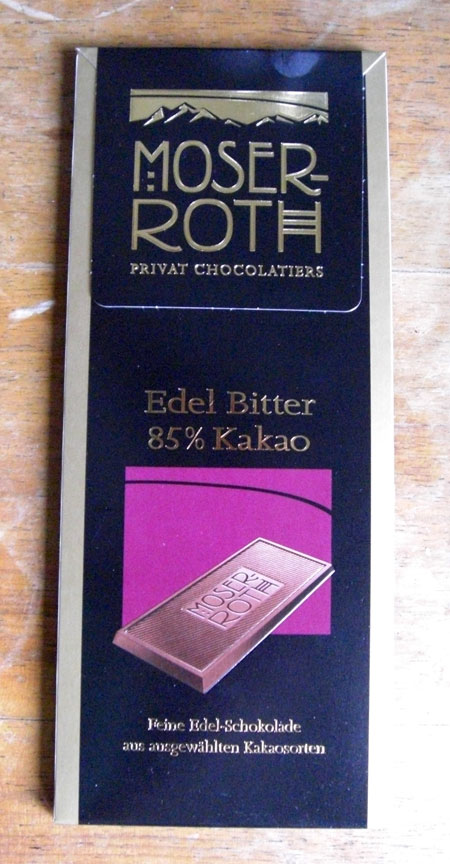 MOSER-
ROTH
PRIVAT CHOCOLATIERS
Edel Bitter
85% Kakao
MOSER-
ROTH
Feine Edel-Schokolade
aus ausgewählten Kakaosorten